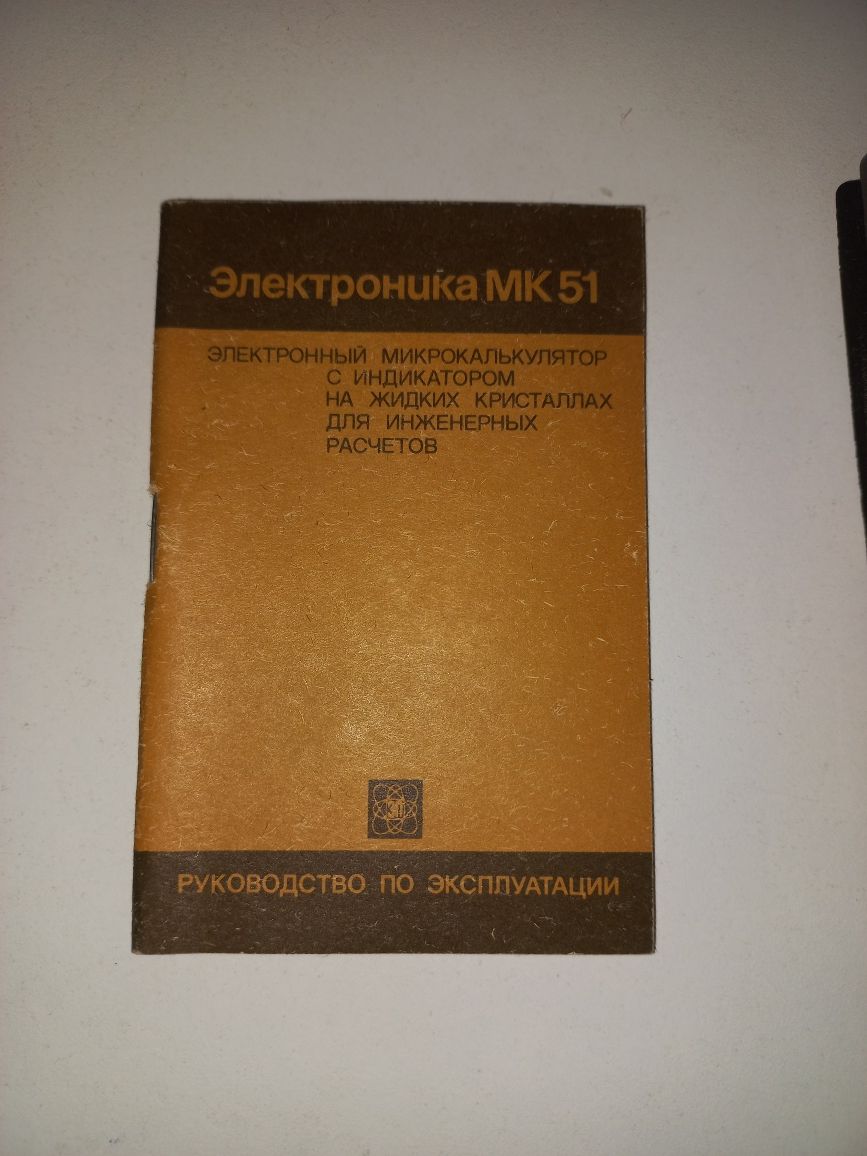 Электроника МК 51
ЭЛЕКТРОННЫЙ МИКРОКАЛЬКУЛЯТОР
С ИНДИКАТОРОМ
НА ЖИДКИХ КРИСТАЛЛАХ
ДЛЯ ИНЖЕНЕРНЫХ
РАСЧЕТОВ
РУКОВОДСТВО ПО ЭКСПЛУАТАЦИИ